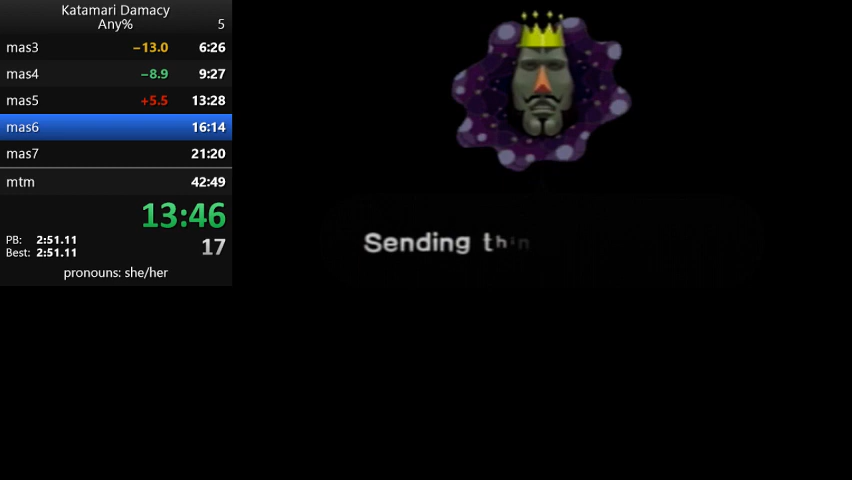 Katamari Damacy
Any% 5
mas3 −13.0 6:26
mas4 −8.9 9:27
mas5 +5.5 13:28
mas6 16:14
mas7 21:20
mtm 42:49
13:46
PB: 2:51.11
Best: 2:51.11
17
pronouns: she/her
Sending thin